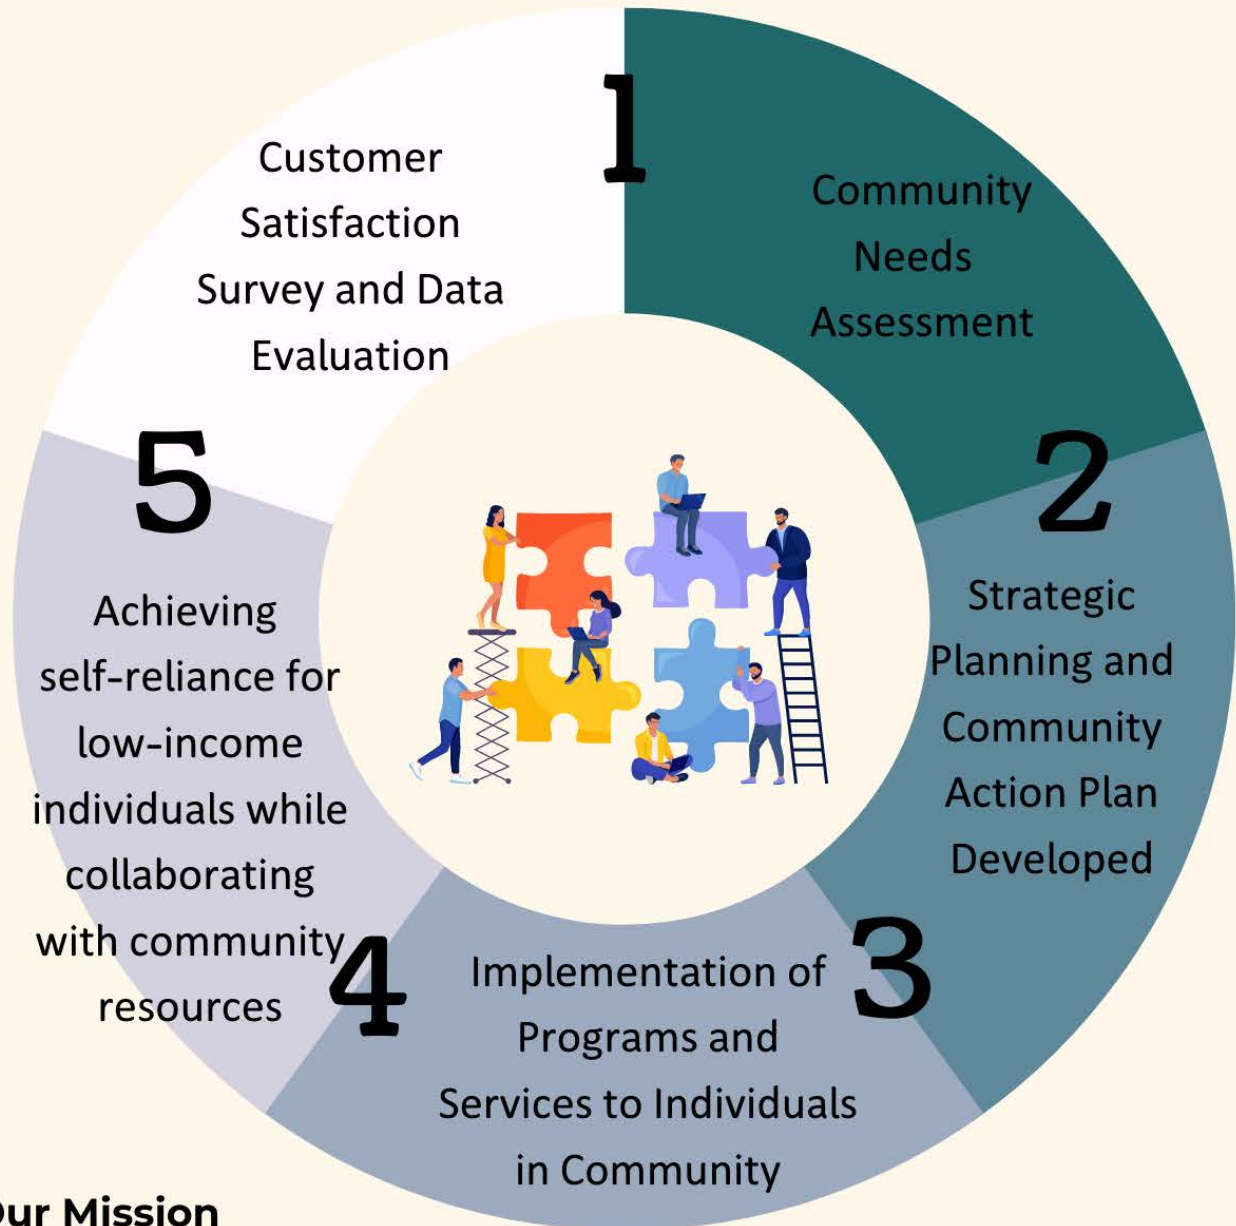 1
Community
Needs
Assessment
2
Strategic
Planning and
Community
Action Plan
Developed
3
Implementation of
Programs and
Services to Individuals
in Community
4
Achieving
self-reliance for
low-income
individuals while
collaborating
with community
resources
5
Customer
Satisfaction
Survey and Data
Evaluation
Our Mission